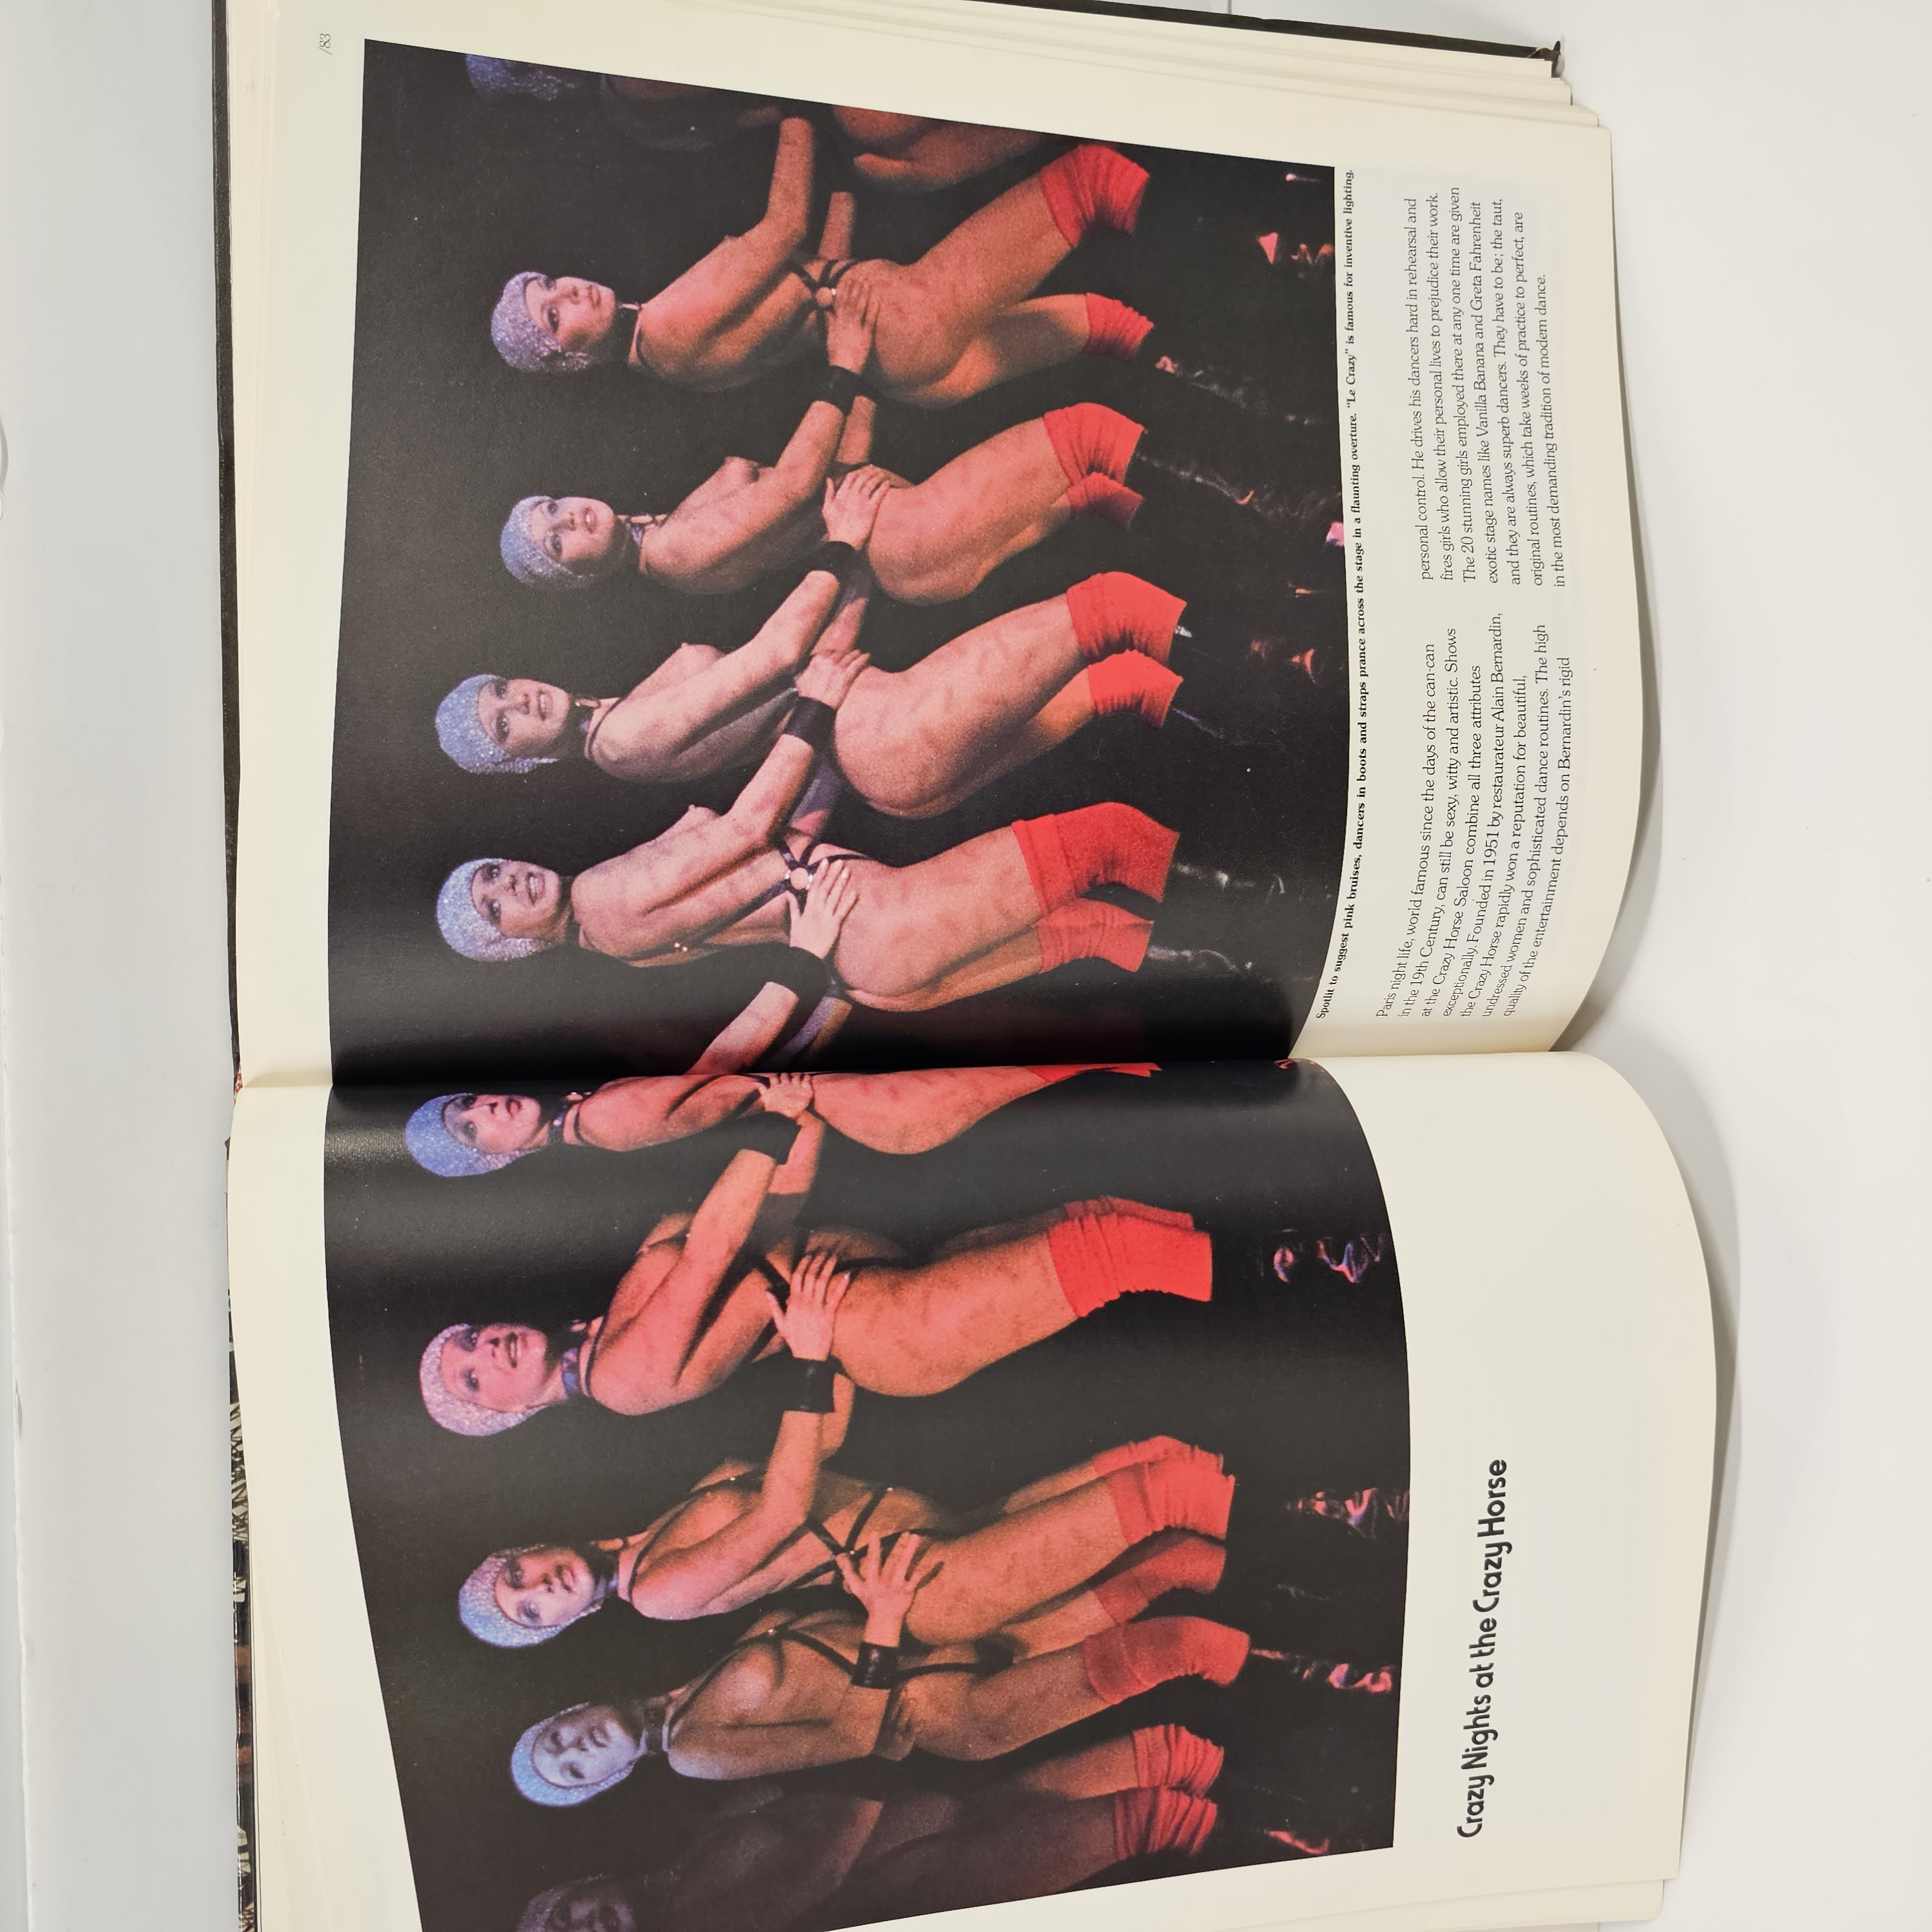 /83
Spotlit to suggest pink bruises, dancers in boots and straps prance across the stage in a flaunting overture. "Le Crazy" is famous for inventive lighting.
Crazy Nights at the Crazy Horse
Paris night life, world famous since the days of the can-can
in the 19th Century, can still be sexy, witty and artistic. Shows
at the Crazy Horse Saloon combine all three attributes
exceptionally. Founded in 1951 by restaurateur Alain Bernardin,
the Crazy Horse rapidly won a reputation for beautiful,
undressed women and sophisticated dance routines. The high
quality of the entertainment depends on Bernardin's rigid
personal control. He drives his dancers hard in rehearsal and
fires girls who allow their personal lives to prejudice their work.
The 20 stunning girls employed there at any one time are given
exotic stage names like Vanilla Banana and Greta Fahrenheit
and they are always superb dancers. They have to be; the taut,
original routines, which take weeks of practice to perfect, are
in the most demanding tradition of modern dance.